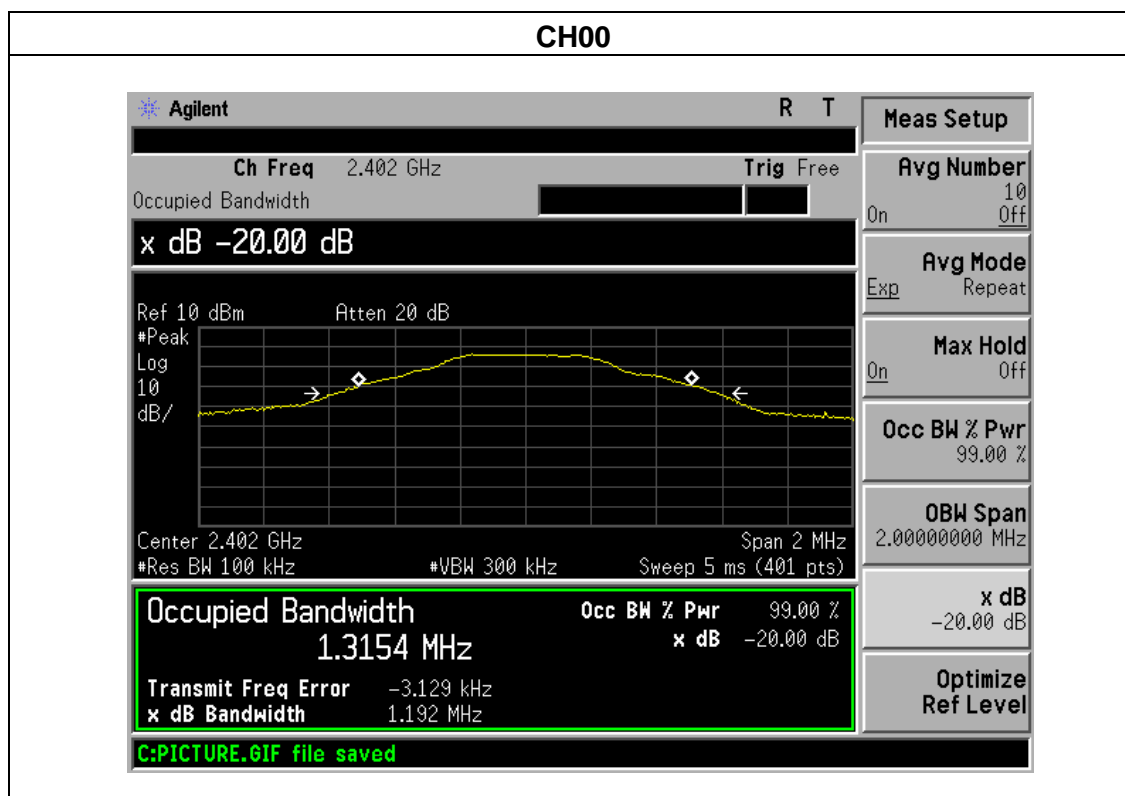 CH00
Agilent R T
Ch Freq 2.402 GHz Trig Free
Occupied Bandwidth
x dB -20.00 dB
Ref 10 dBm Atten 20 dB
#Peak
Log
10
dB/
Center 2.402 GHz Span 2 MHz
#Res BW 100 kHz #VBW 300 kHz Sweep 5 ms (401 pts)
Occupied Bandwidth Occ BW % Pwr 99.00 %
1.3154 MHz x dB -20.00 dB
Transmit Freq Error -3.129 kHz
x dB Bandwidth 1.192 MHz
C:PICTURE.GIF file saved
Meas Setup
Avg Number
10
On Off
Avg Mode
Exp Repeat
Max Hold
On Off
Occ BW % Pwr
99.00 %
OBW Span
2.00000000 MHz
x dB
-20.00 dB
Optimize
Ref Level